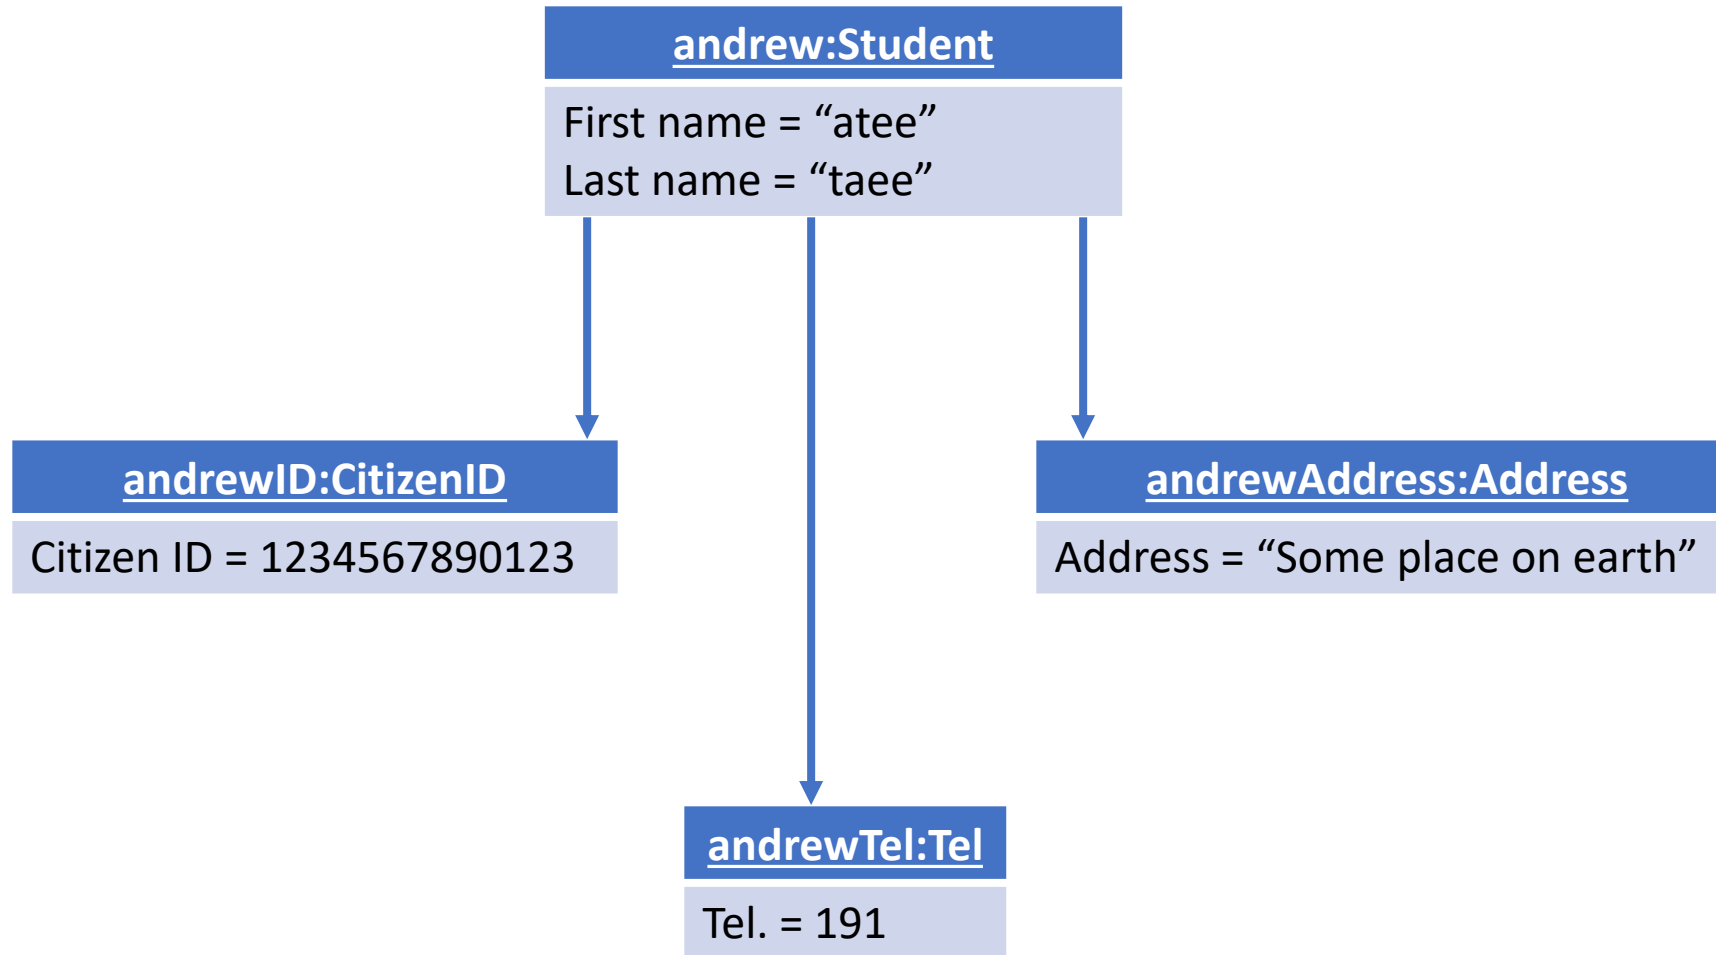 andrew:Student
First name = “atee”
Last name = “taee”
andrewID:CitizenID
Citizen ID = 1234567890123
andrewAddress:Address
Address = “Some place on earth”
andrewTel:Tel
Tel. = 191